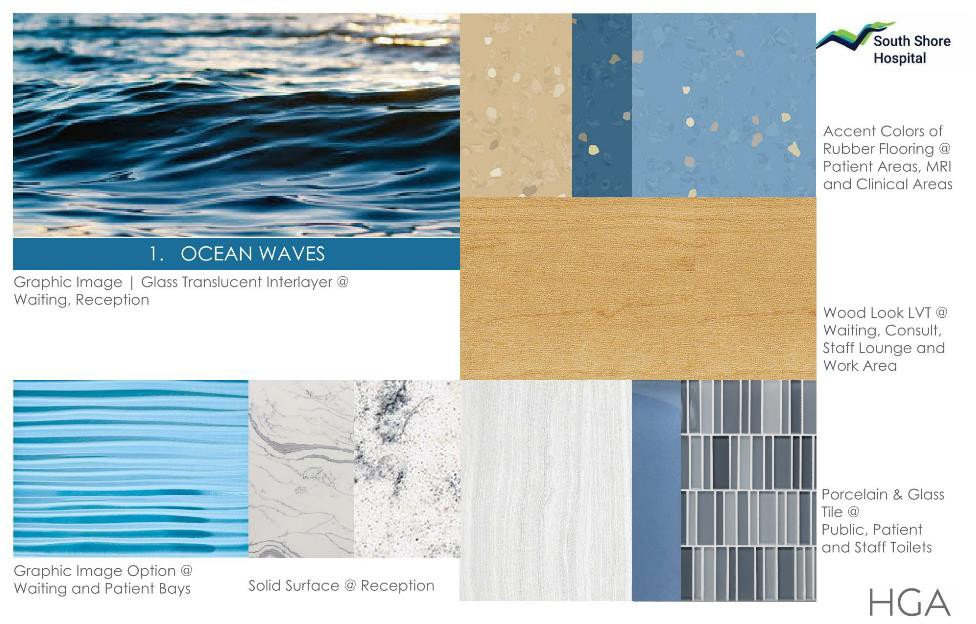 South Shore
Hospital
Accent Colors of
Rubber Flooring @
Patient Areas, MRI
and Clinical Areas
1. OCEAN WAVES
Graphic Image | Glass Translucent Interlayer @
Waiting, Reception
Wood Look LVT @
Waiting, Consult,
Staff Lounge and
Work Area
Porcelain & Glass
Tile @
Public, Patient
and Staff Toilets
Graphic Image Option @
Waiting and Patient Bays
Solid Surface @ Reception
HGA